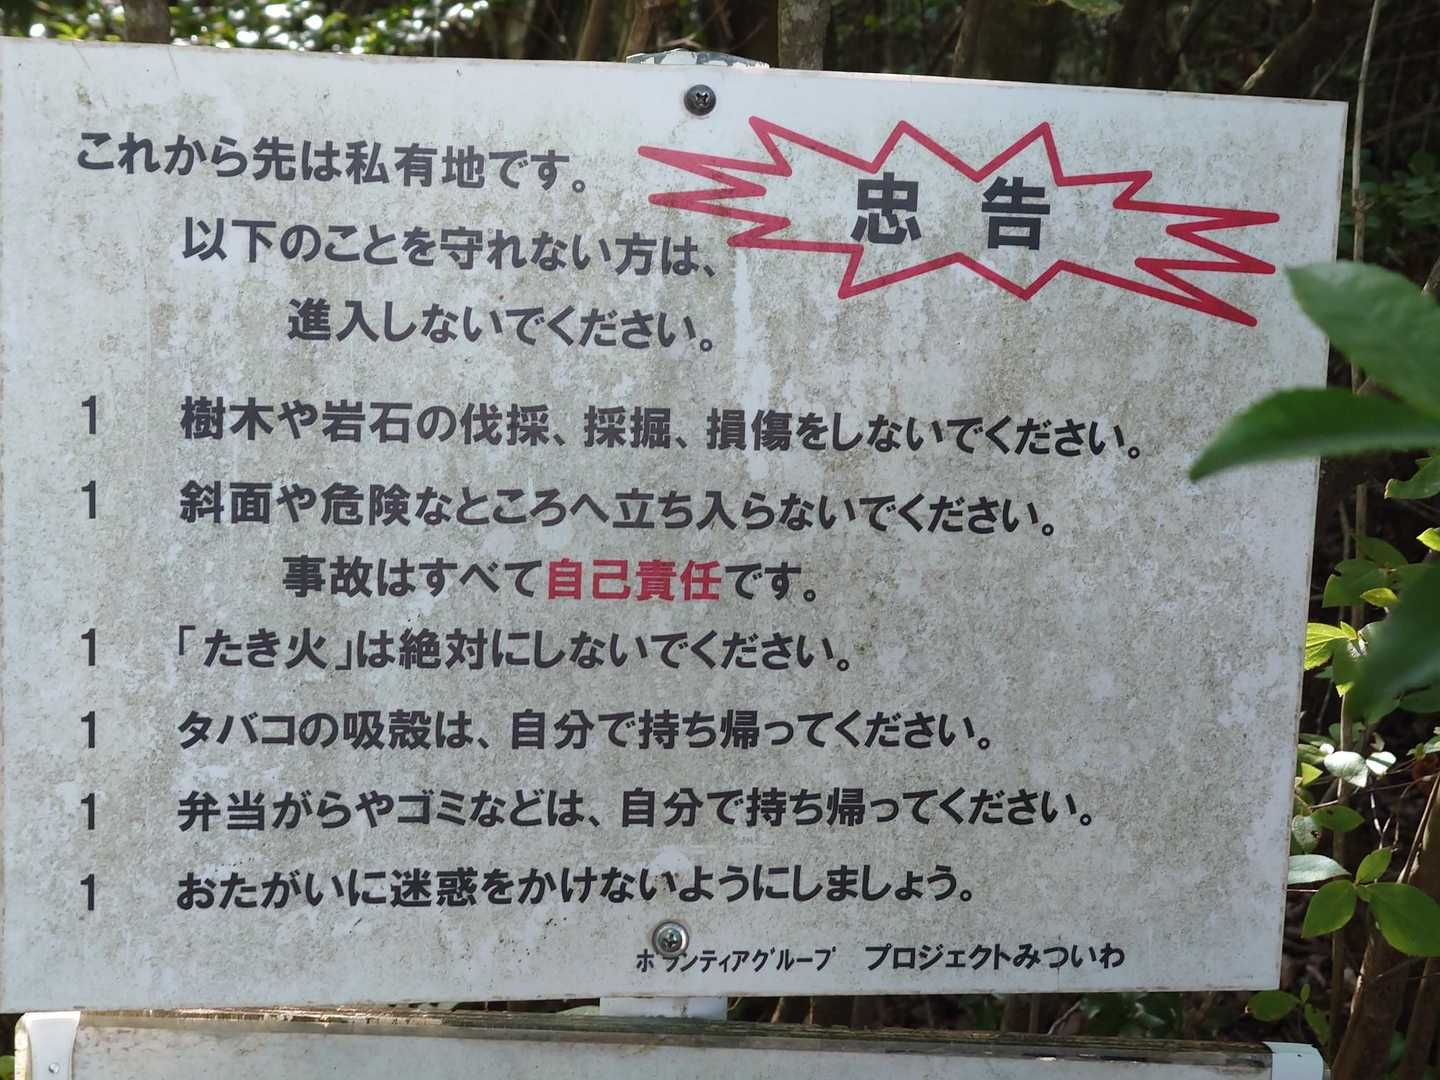 忠 告
これから先は私有地です。
以下のことを守れない方は、
進入しないでください。
1 樹木や岩石の伐採、採掘、損傷をしないでください。
1 斜面や危険なところへ立ち入らないでください。
事故はすべて自己責任です。
1 「たき火」は絶対にしないでください。
1 タバコの吸殻は、自分で持ち帰ってください。
1 弁当がらやゴミなどは、自分で持ち帰ってください。
1 おたがいに迷惑をかけないようにしましょう。
ボランティアグループ プロジェクトみついわ